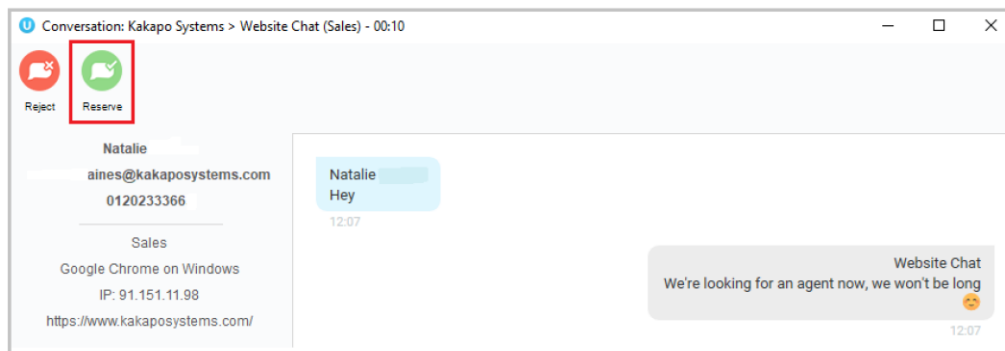 Conversation: Kakapo Systems > Website Chat (Sales) - 00:10
Reject
Reserve
Natalie
aines@kakaposystems.com
0120233366
Sales
Google Chrome on Windows
IP: 91.151.11.98
https://www.kakaposystems.com/
Natalie
Hey
12:07
Website Chat
We're looking for an agent now, we won't be long
😊
12:07